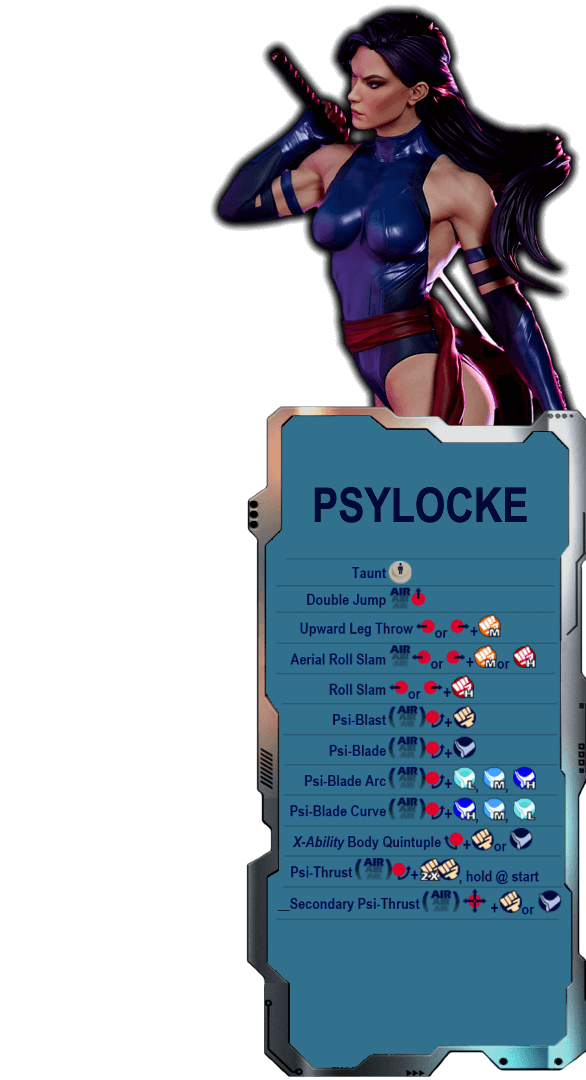 PSYLOCKE
Taunt
Double Jump AIR
Upward Leg Throw or + M
Aerial Roll Slam AIR or + M or H
Roll Slam or + H
Psi-Blast (AIR) +
Psi-Blade (AIR) +
Psi-Blade Arc (AIR) + L, M, H
Psi-Blade Curve (AIR) + H, M, L
X-Ability Body Quintuple + or
Psi-Thrust (AIR) + 2X, hold @ start
__Secondary Psi-Thrust (AIR) + or